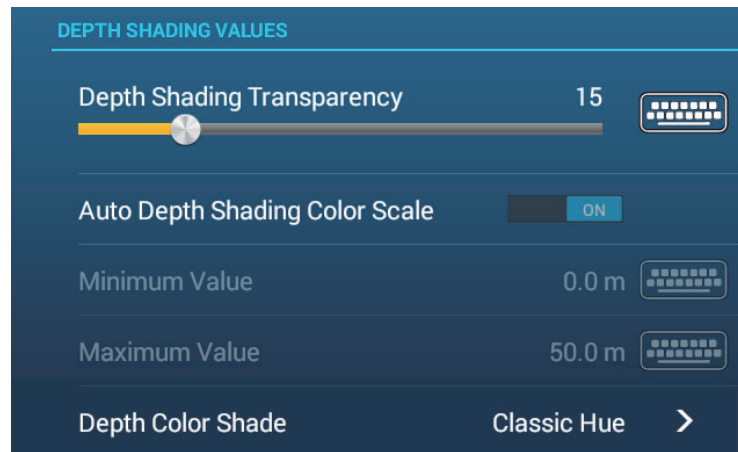 DEPTH SHADING VALUES
Depth Shading Transparency 15
Auto Depth Shading Color Scale ON
Minimum Value 0.0 m
Maximum Value 50.0 m
Depth Color Shade Classic Hue